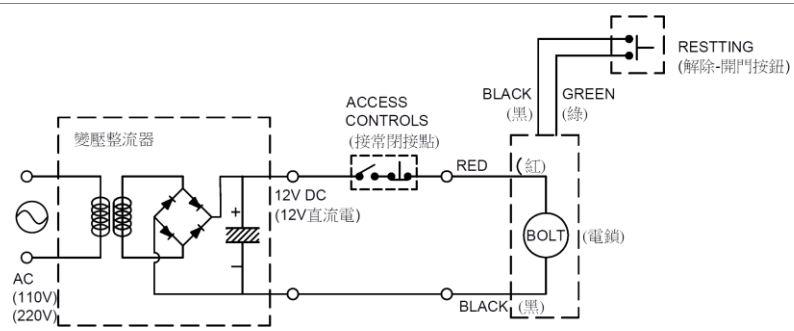 RESTTING
(解除-開門按鈕)
BLACK GREEN
(黑) (綠)
ACCESS
CONTROLS
(接常閉接點)
變壓整流器
RED (紅)
12V DC
(12V直流電)
+
BOLT (電鎖)
−
AC
(110V)
(220V)
BLACK (黑)